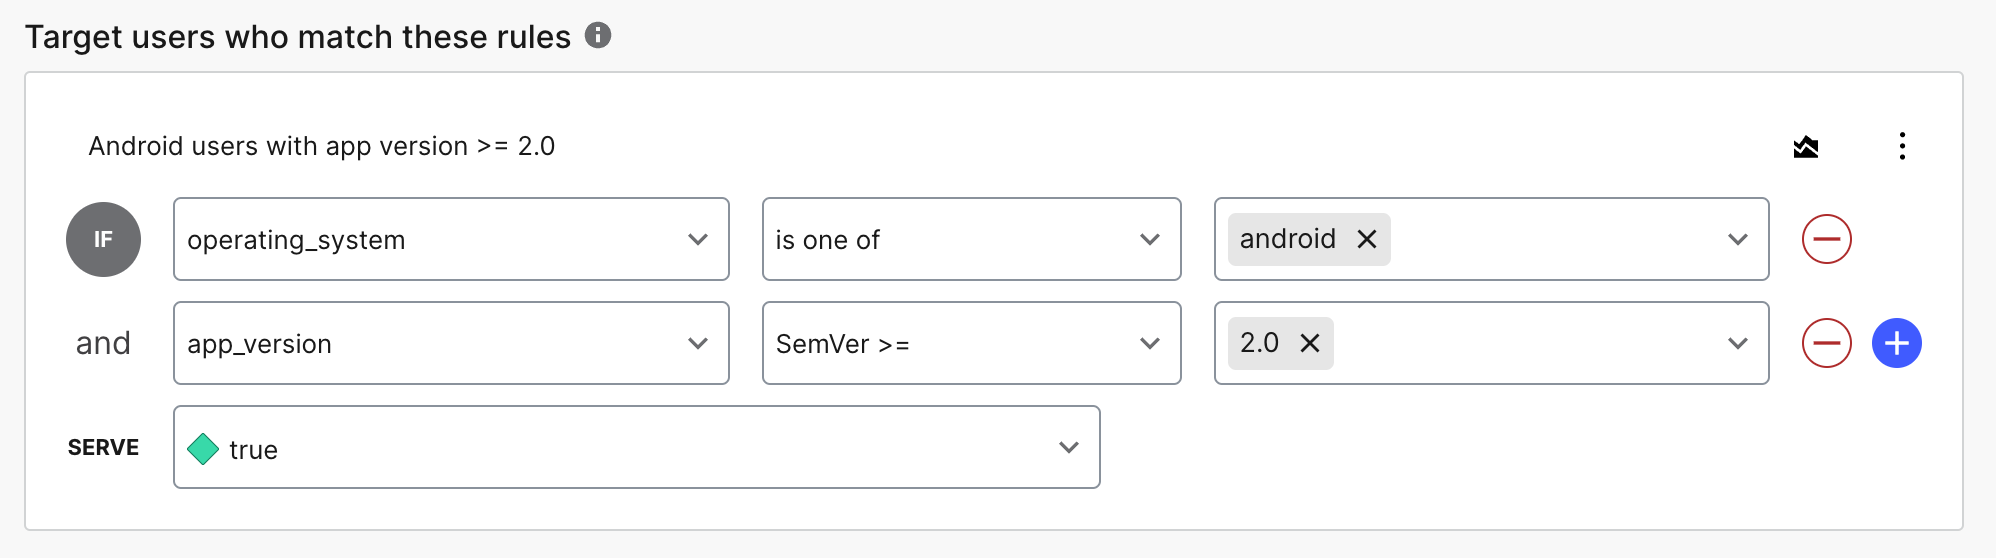 Target users who match these rules
Android users with app version >= 2.0
IF operating_system is one of android
and app_version SemVer >= 2.0
SERVE true